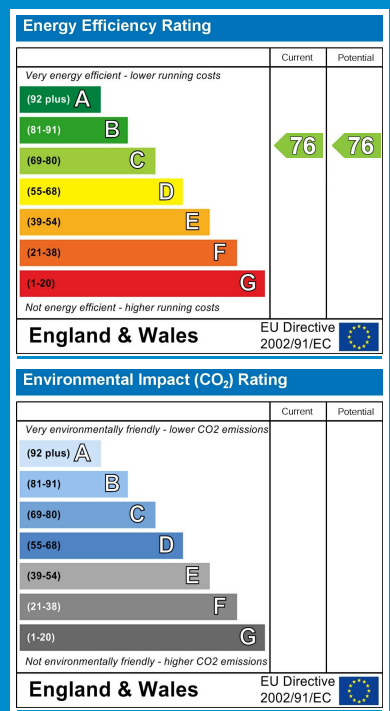 Energy Efficiency Rating
Current Potential
Very energy efficient - lower running costs
(92 plus) A
(81-91) B
76 76
(69-80) C
(55-68) D
(39-54) E
(21-38) F
(1-20) G
Not energy efficient - higher running costs
England & Wales
EU Directive
2002/91/EC
Environmental Impact (CO₂) Rating
Current Potential
Very environmentally friendly - lower CO2 emissions
(92 plus) A
(81-91) B
(69-80) C
(55-68) D
(39-54) E
(21-38) F
(1-20) G
Not environmentally friendly - higher CO2 emissions
England & Wales
EU Directive
2002/91/EC